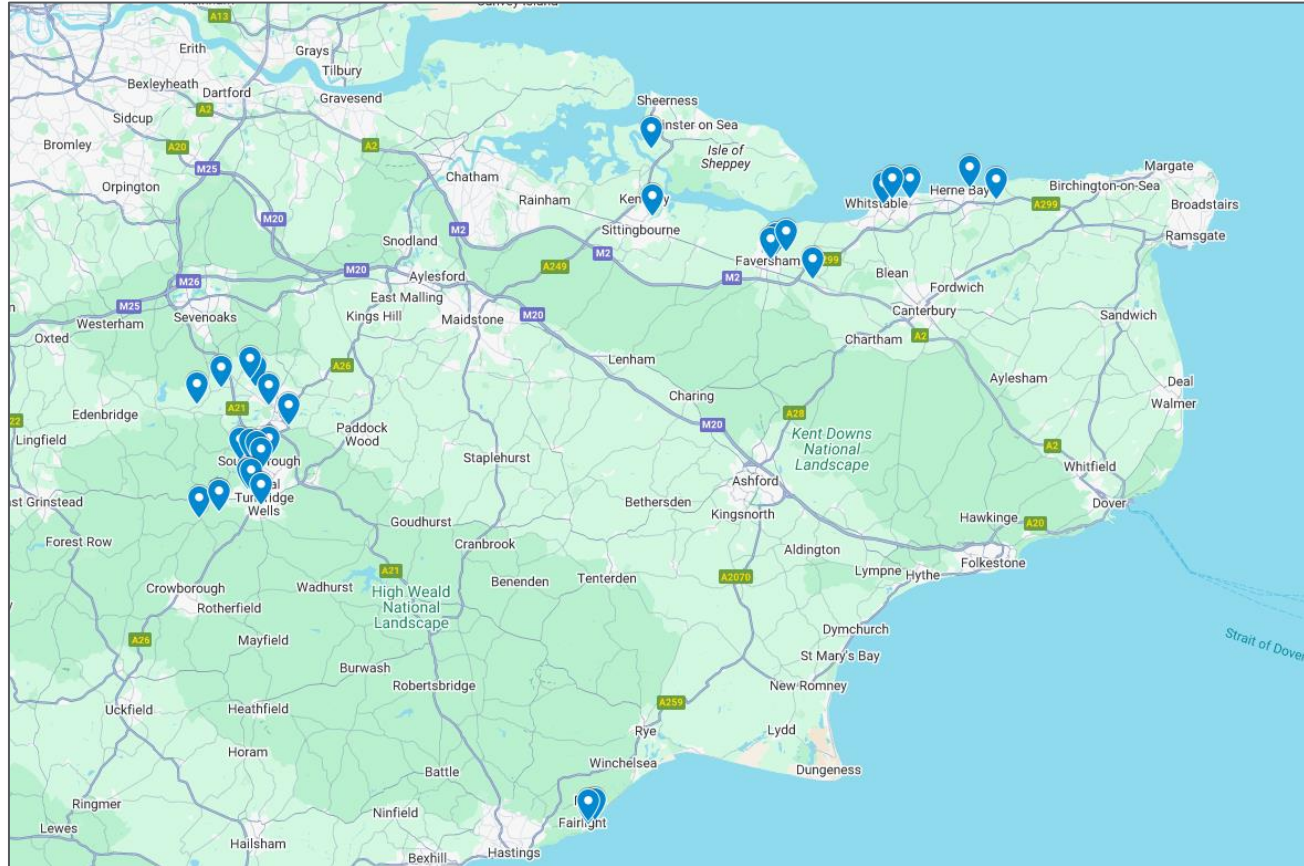 A13
Erith
Grays
Tilbury
Bexleyheath
Dartford
Gravesend
A2
Sidcup
A20
A2
Bromley
M25
Orpington
M20
Chatham
Rainham
Sheerness
Isle of
Sheppey
Sittingbourne
Whitstable
Herne Bay
Birchington-on-Sea
Margate
Broadstairs
Ramsgate
A299
M2
Snodland
Aylesford
East Malling
Kings Hill
Maidstone
M20
A249
M2
M2
Faversham
Blean
Fordwich
Canterbury
Sandwich
Chartham
A2
M26
M25
Sevenoaks
Westerham
Oxted
M20
Lenham
Charing
Aylesham
Deal
Walmer
A26
A21
Edenbridge
Lingfield
Paddock
Wood
Staplehurst
M20
A28
Kent Downs
National
Landscape
A2
Whitfield
Dover
Ashford
Bethersden
Kingsnorth
Wells
Goudhurst
Cranbrook
Forest Row
Hawkinge
A20
Aldington
Folkestone
Lympne
Hythe
A2070
Tenterden
Benenden
A21
High Weald
National
Landscape
Wadhurst
Crowborough
Rotherfield
A26
Mayfield
Burwash
Robertsbridge
Dymchurch
St Mary's Bay
Strait of Dover
New Romney
A259
Uckfield
Heathfield
Rye
Lydd
Horam
Battle
Winchelsea
Dungeness
Ringmer
Ninfield
Fairlight
Lewes
Hailsham
Bexhill
Hastings